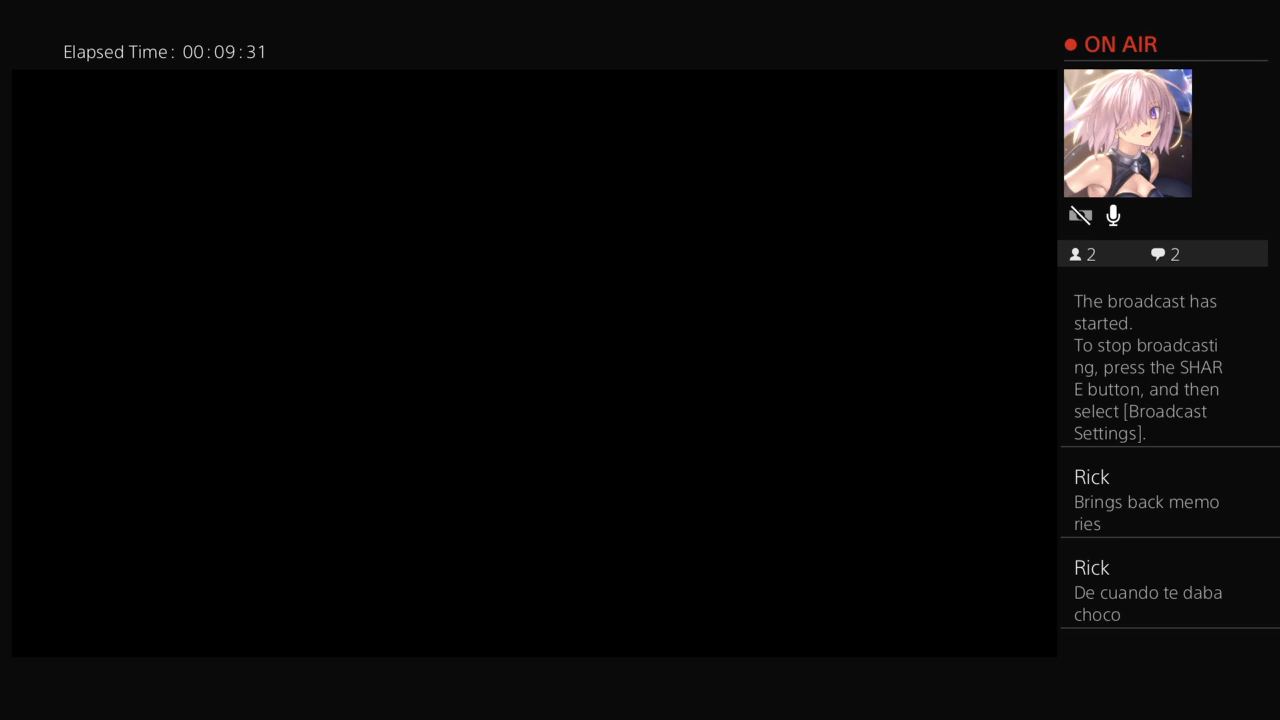 Elapsed Time: 00:09:31
ON AIR
2
2
The broadcast has
started.
To stop broadcasti
ng, press the SHAR
E button, and then
select [Broadcast
Settings].
Rick
Brings back memo
ries
Rick
De cuando te daba
choco